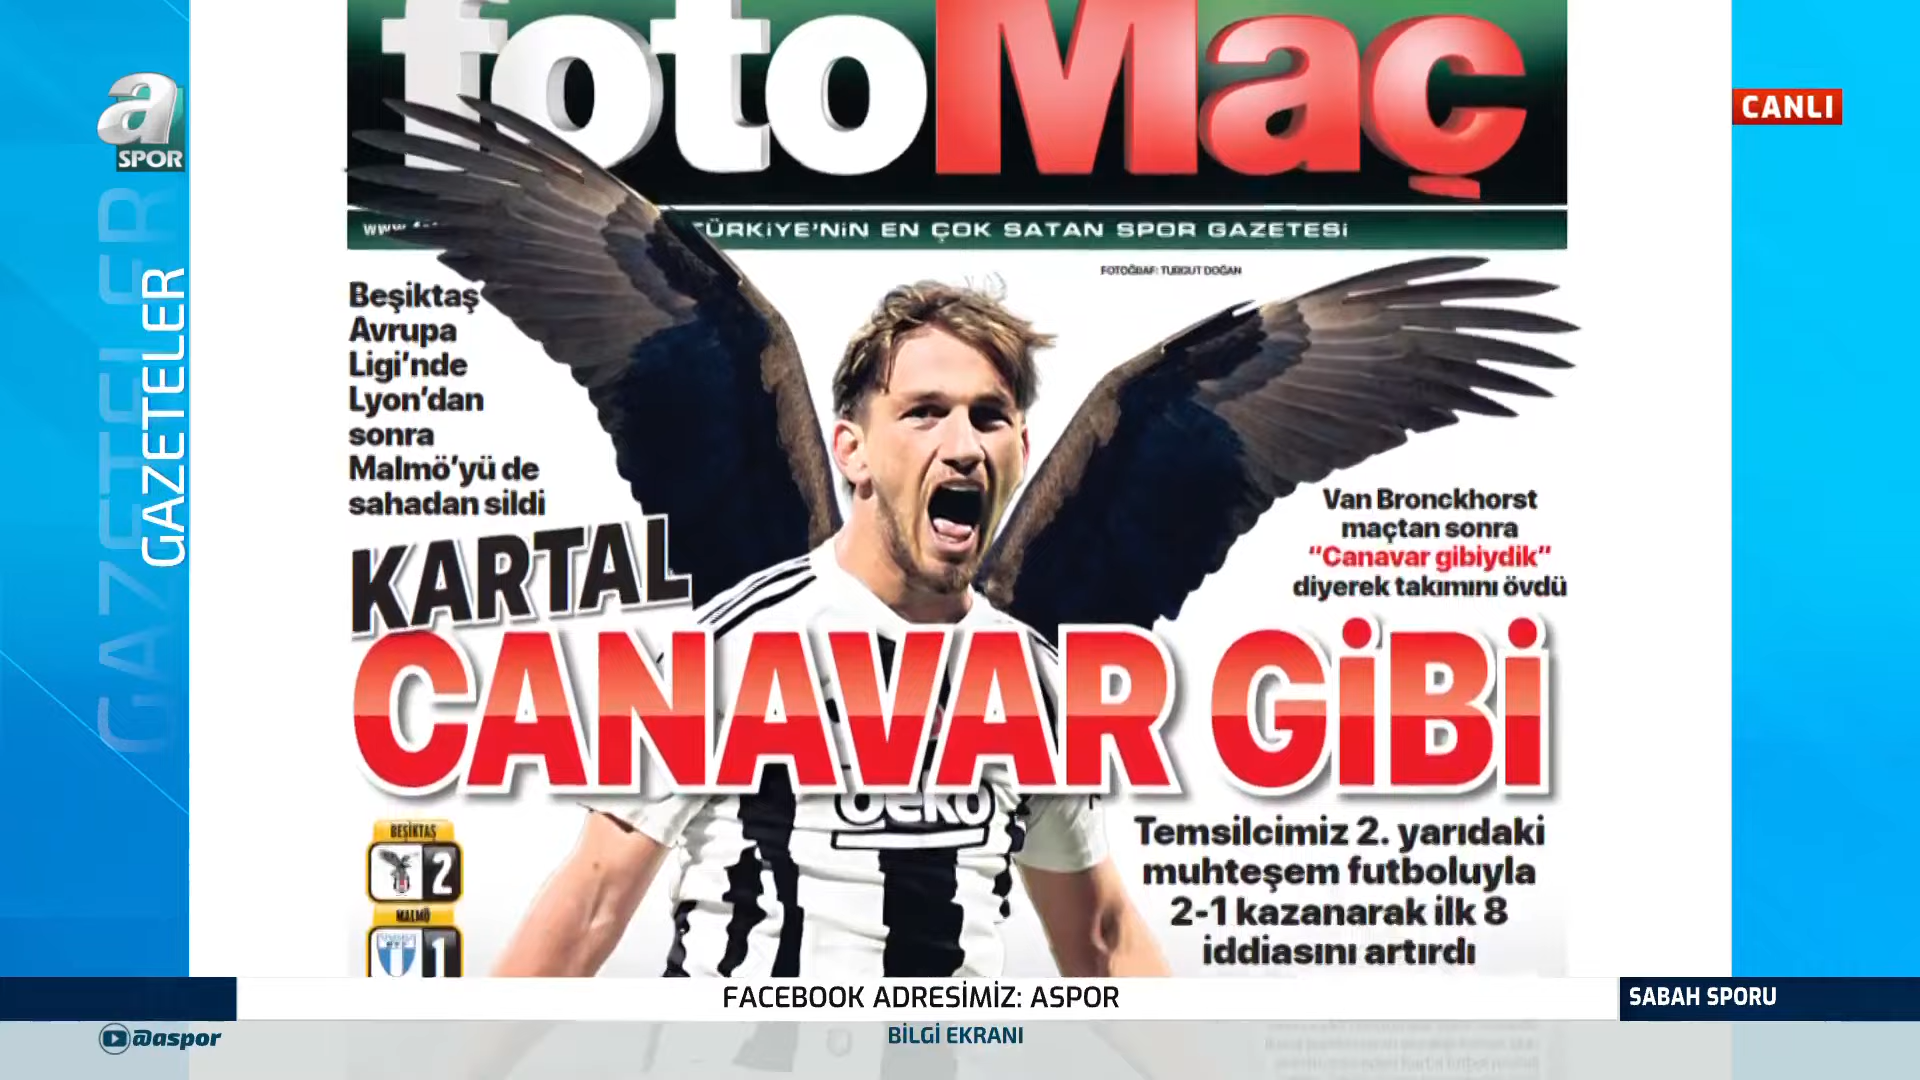 fotoMaç
TÜRKİYE'NİN EN ÇOK SATAN SPOR GAZETESİ
a
SPOR
CANLI
GAZETELER
GAZETELER
FOTOĞRAF: TURGUT DOĞAN
Beşiktaş
Avrupa
Ligi'nde
Lyon'dan
sonra
Malmö'yü de
sahadan sildi
Van Bronckhorst
maçtan sonra
“Canavar gibiydik”
diyerek takımını övdü
KARTAL
CANAVAR GİBİ
BEKO
BEŞİKTAŞ
2
MALMÖ
1
Temsilcimiz 2. yarıdaki
muhteşem futboluyla
2-1 kazanarak ilk 8
iddiasını artırdı
FACEBOOK ADRESİMİZ: ASPOR
SABAH SPORU
@aspor
BİLGİ EKRANI